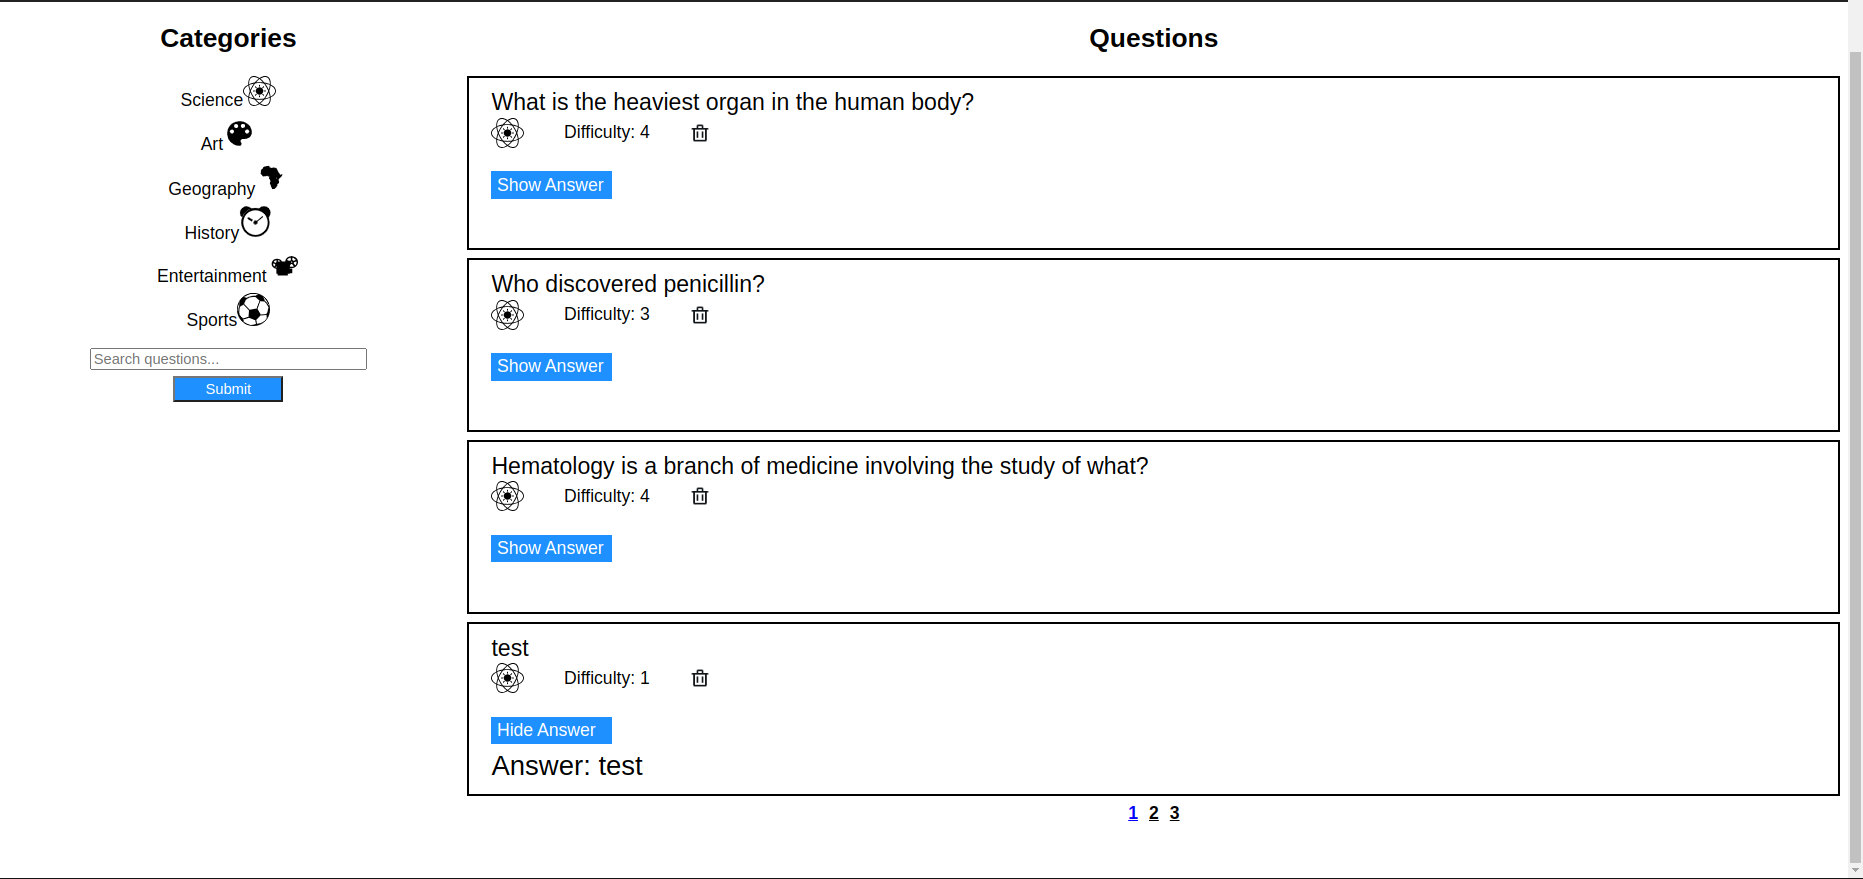 Categories
Science
Art
Geography
History
Entertainment
Sports
Search questions...
Submit
Questions
What is the heaviest organ in the human body?
Difficulty: 4
Show Answer
Who discovered penicillin?
Difficulty: 3
Show Answer
Hematology is a branch of medicine involving the study of what?
Difficulty: 4
Show Answer
test
Difficulty: 1
Hide Answer
Answer: test
1 2 3